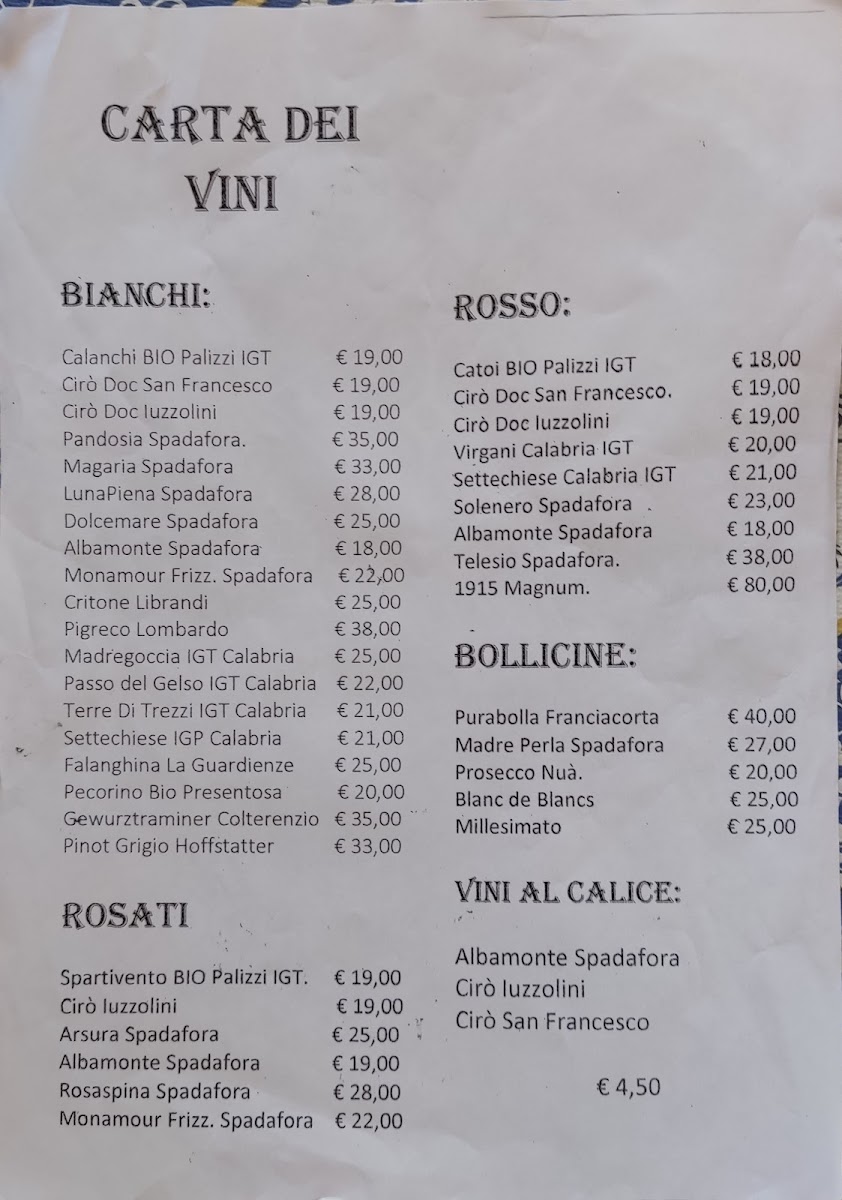 CARTA DEI
VINI
BIANCHI:
Calanchi BIO Palizzi IGT € 19,00
Cirò Doc San Francesco € 19,00
Cirò Doc Iuzzolini € 19,00
Pandosia Spadafora. € 35,00
Magaria Spadafora € 33,00
LunaPiena Spadafora € 28,00
Dolcemare Spadafora € 25,00
Albamonte Spadafora € 18,00
Monamour Frizz. Spadafora € 22,00
Critone Librandi € 25,00
Pigreco Lombardo € 38,00
Madregoccia IGT Calabria € 25,00
Passo del Gelso IGT Calabria € 22,00
Terre Di Trezzi IGT Calabria € 21,00
Settechiese IGP Calabria € 21,00
Falanghina La Guardienze € 25,00
Pecorino Bio Presentosa € 20,00
Gewurztraminer Colterenzio € 35,00
Pinot Grigio Hoffstatter € 33,00
ROSATI
Spartivento BIO Palizzi IGT. € 19,00
Cirò Iuzzolini € 19,00
Arsura Spadafora € 25,00
Albamonte Spadafora € 19,00
Rosaspina Spadafora € 28,00
Monamour Frizz. Spadafora € 22,00
ROSSO:
Catoi BIO Palizzi IGT € 18,00
Cirò Doc San Francesco. € 19,00
Cirò Doc Iuzzolini € 19,00
Virgani Calabria IGT € 20,00
Settechiese Calabria IGT € 21,00
Solenero Spadafora . € 23,00
Albamonte Spadafora € 18,00
Telesio Spadafora. € 38,00
1915 Magnum. € 80,00
BOLLICINE:
Purabolla Franciacorta € 40,00
Madre Perla Spadafora € 27,00
Prosecco Nuà. € 20,00
Blanc de Blancs € 25,00
Millesimato € 25,00
VINI AL CALICE:
Albamonte Spadafora
Cirò Iuzzolini
Cirò San Francesco
€ 4,50